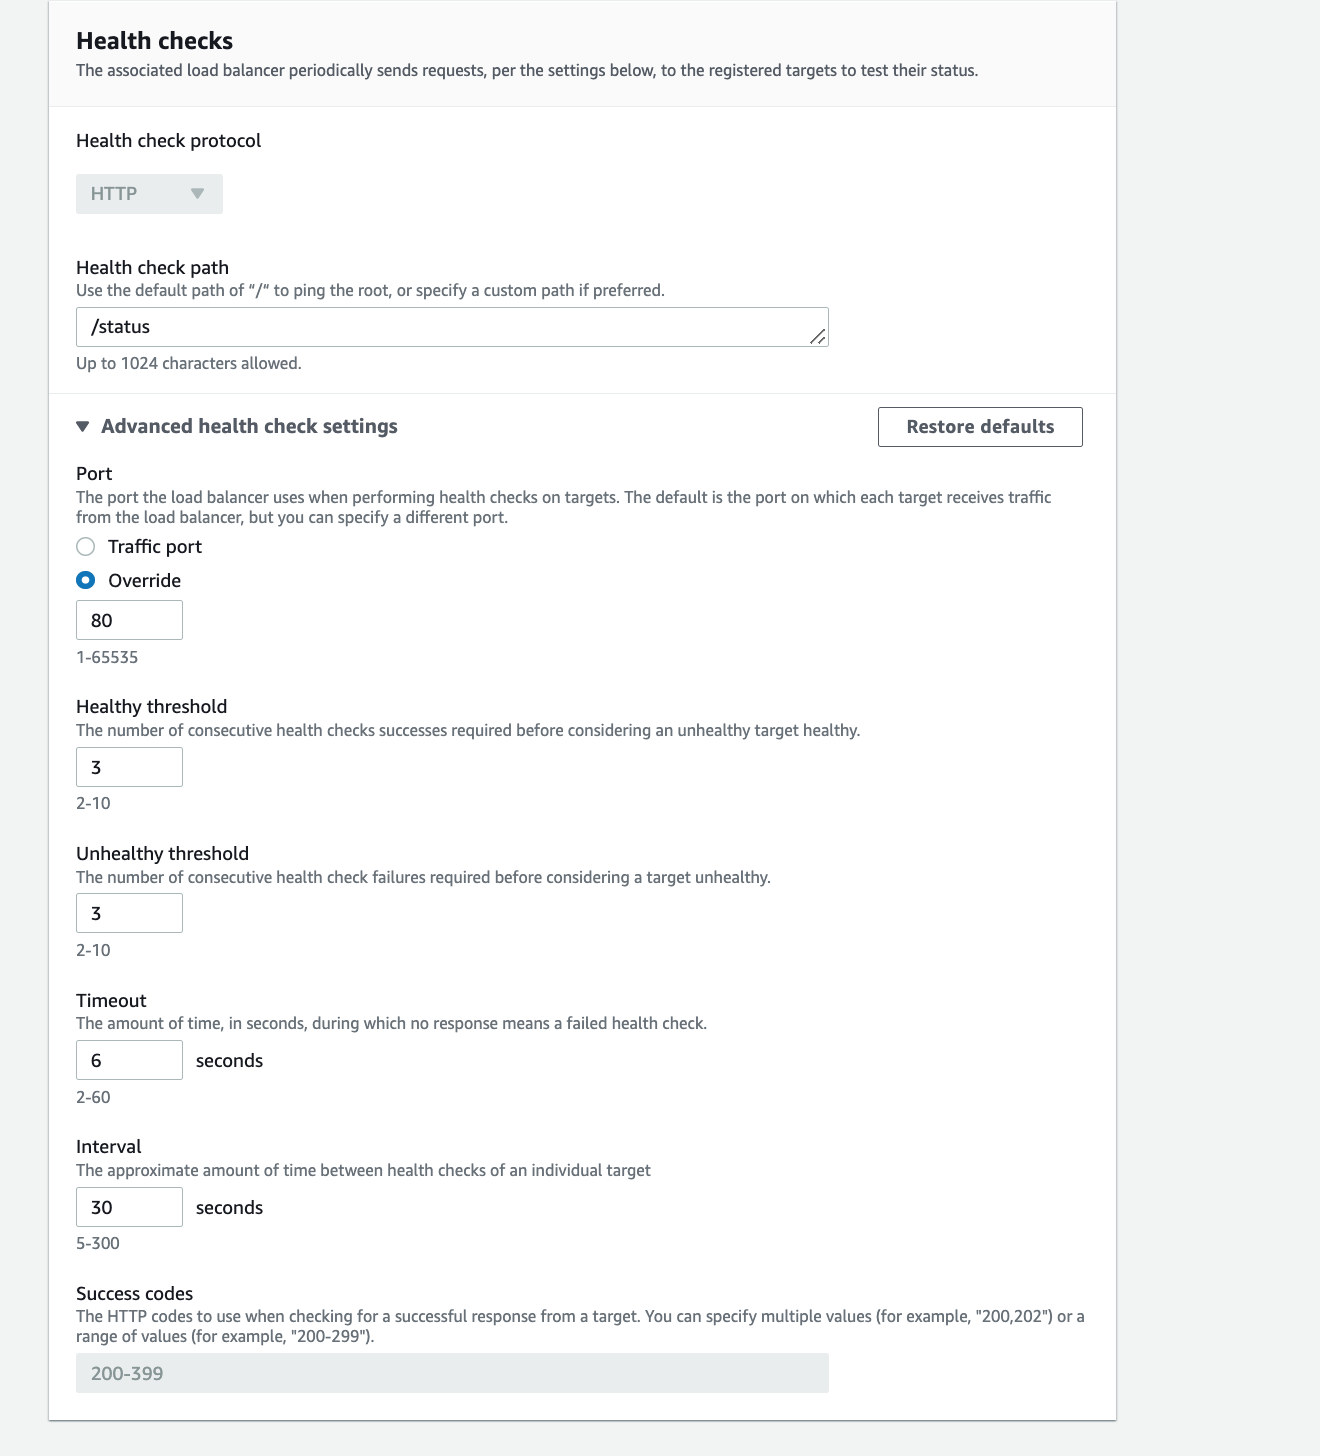 Health checks
The associated load balancer periodically sends requests, per the settings below, to the registered targets to test their status.
Health check protocol
HTTP
Health check path
Use the default path of “/” to ping the root, or specify a custom path if preferred.
/status
Up to 1024 characters allowed.
Advanced health check settings
Restore defaults
Port
The port the load balancer uses when performing health checks on targets. The default is the port on which each target receives traffic
from the load balancer, but you can specify a different port.
Traffic port
Override
80
1-65535
Healthy threshold
The number of consecutive health checks successes required before considering an unhealthy target healthy.
3
2-10
Unhealthy threshold
The number of consecutive health check failures required before considering a target unhealthy.
3
2-10
Timeout
The amount of time, in seconds, during which no response means a failed health check.
6 seconds
2-60
Interval
The approximate amount of time between health checks of an individual target
30 seconds
5-300
Success codes
The HTTP codes to use when checking for a successful response from a target. You can specify multiple values (for example, "200,202") or a
range of values (for example, "200-299").
200-399